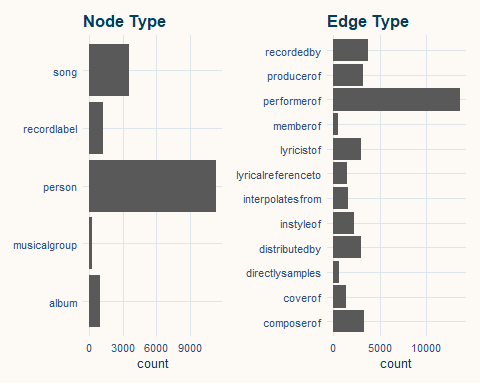 Node Type
song
recordlabel
person
musicalgroup
album
0 3000 6000 9000
count
Edge Type
recordedby
producerof
performerof
memberof
lyricistof
lyricalreferenceto
interpolatesfrom
instyleof
distributedby
directlysamples
coverof
composerof
0 5000 10000
count